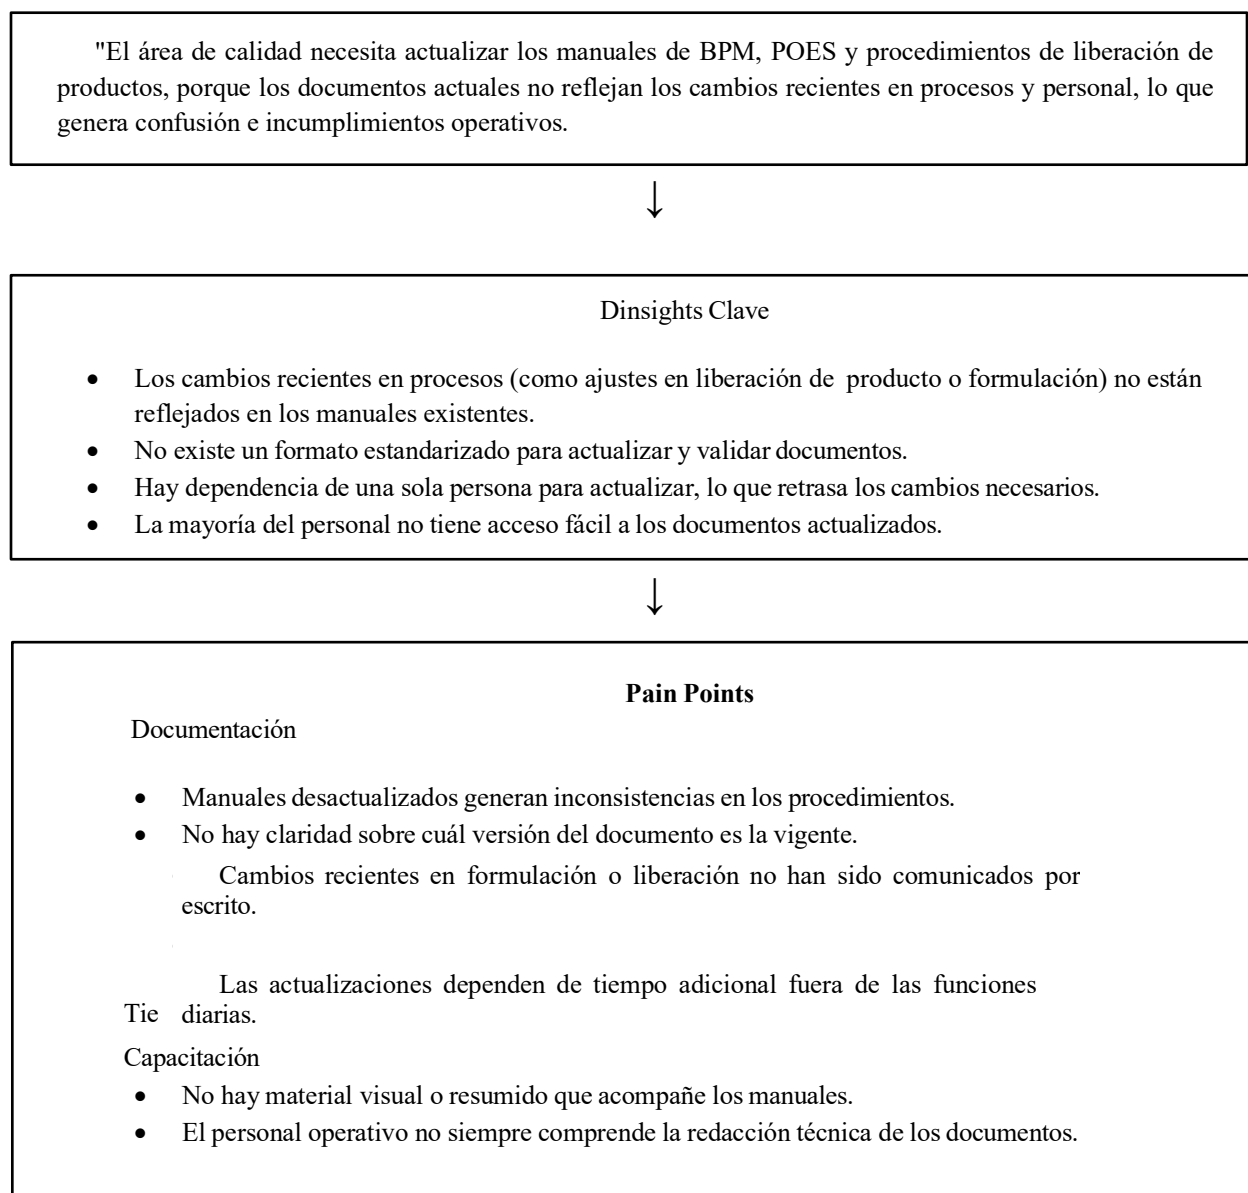 "El área de calidad necesita actualizar los manuales de BPM, POES y procedimientos de liberación de
productos, porque los documentos actuales no reflejan los cambios recientes en procesos y personal, lo que
genera confusión e incumplimientos operativos.
↓
Dinsights Clave
• Los cambios recientes en procesos (como ajustes en liberación de producto o formulación) no están
reflejados en los manuales existentes.
• No existe un formato estandarizado para actualizar y validar documentos.
• Hay dependencia de una sola persona para actualizar, lo que retrasa los cambios necesarios.
• La mayoría del personal no tiene acceso fácil a los documentos actualizados.
↓
Pain Points
Documentación
• Manuales desactualizados generan inconsistencias en los procedimientos.
• No hay claridad sobre cuál versión del documento es la vigente.
Cambios recientes en formulación o liberación no han sido comunicados por
escrito.
Las actualizaciones dependen de tiempo adicional fuera de las funciones
Tie diarias.
Capacitación
• No hay material visual o resumido que acompañe los manuales.
• El personal operativo no siempre comprende la redacción técnica de los documentos.